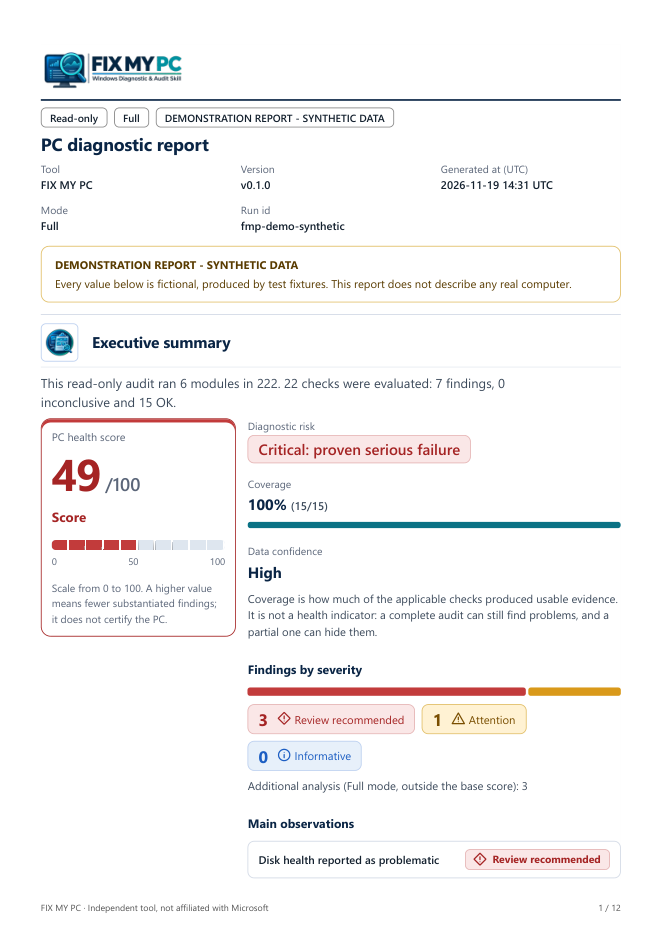 FIX MY PC
Windows Diagnostic & Audit Skill
Read-only Full DEMONSTRATION REPORT - SYNTHETIC DATA
PC diagnostic report
Tool Version Generated at (UTC)
FIX MY PC v0.1.0 2026-11-19 14:31 UTC
Mode Run id
Full fmp-demo-synthetic
DEMONSTRATION REPORT - SYNTHETIC DATA
Every value below is fictional, produced by test fixtures. This report does not describe any real computer.
Executive summary
This read-only audit ran 6 modules in 222. 22 checks were evaluated: 7 findings, 0
inconclusive and 15 OK.
PC health score
49 /100
Score
0 50 100
Scale from 0 to 100. A higher value
means fewer substantiated findings;
it does not certify the PC.
Diagnostic risk
Critical: proven serious failure
Coverage
100% (15/15)
Data confidence
High
Coverage is how much of the applicable checks produced usable evidence.
It is not a health indicator: a complete audit can still find problems, and a
partial one can hide them.
Findings by severity
3 Review recommended 1 Attention
0 Informative
Additional analysis (Full mode, outside the base score): 3
Main observations
Disk health reported as problematic Review recommended
FIX MY PC · Independent tool, not affiliated with Microsoft 1 / 12